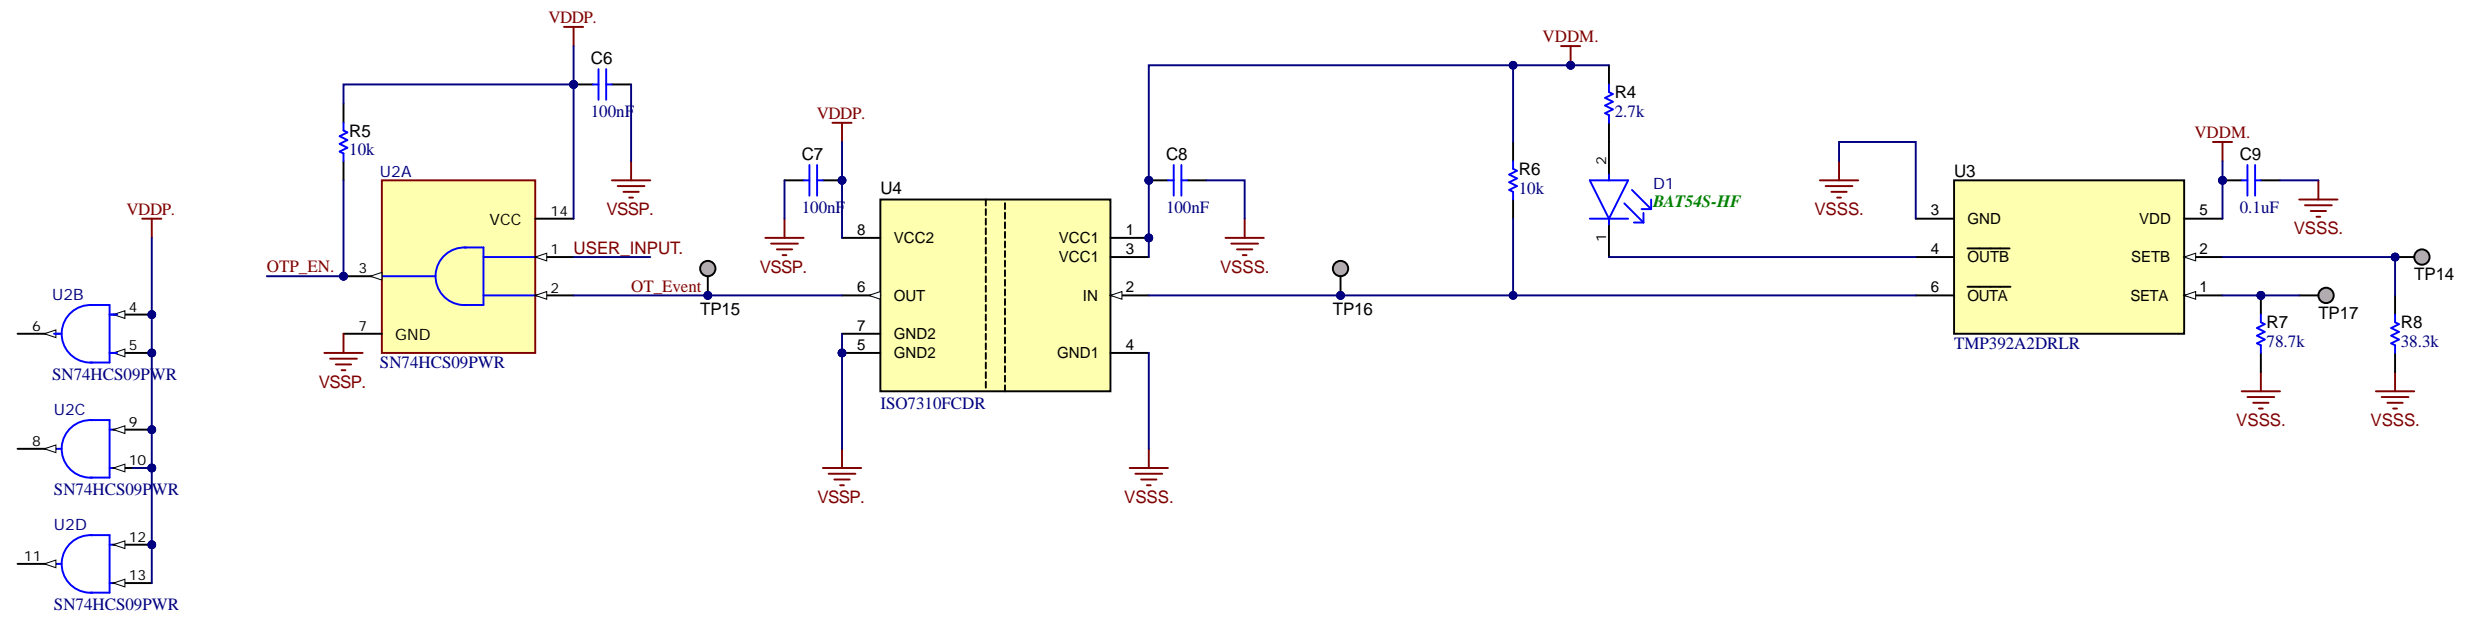 VDDP.
U2B
4
6
5
SN74HCS09PWR
U2C
9
8
10
SN74HCS09PWR
U2D
12
11
13
SN74HCS09PWR
VDDP.
C6
100nF
VSSP.
R5
10k
U2A
VCC
14
1
USER_INPUT.
OTP_EN.
3
2
OT_Event
7
GND
SN74HCS09PWR
VSSP.
TP15
VDDP.
C7
100nF
VSSP.
U4
8
VCC2
VCC1
1
VCC1
3
6
OUT
IN
2
7
GND2
5
GND2
GND1
4
ISO7310FCDR
VSSP.
VSSS.
C8
100nF
VSSS.
TP16
VDDM.
R4
2.7k
R6
10k
2
D1
BAT54S-HF
1
VSSS.
U3
3
GND
VDD
5
4
OUTB
SETB
2
6
OUTA
SETA
1
TMP392A2DRLR
VDDM.
C9
0.1uF
VSSS.
TP14
TP17
R7
78.7k
VSSS.
R8
38.3k
VSSS.